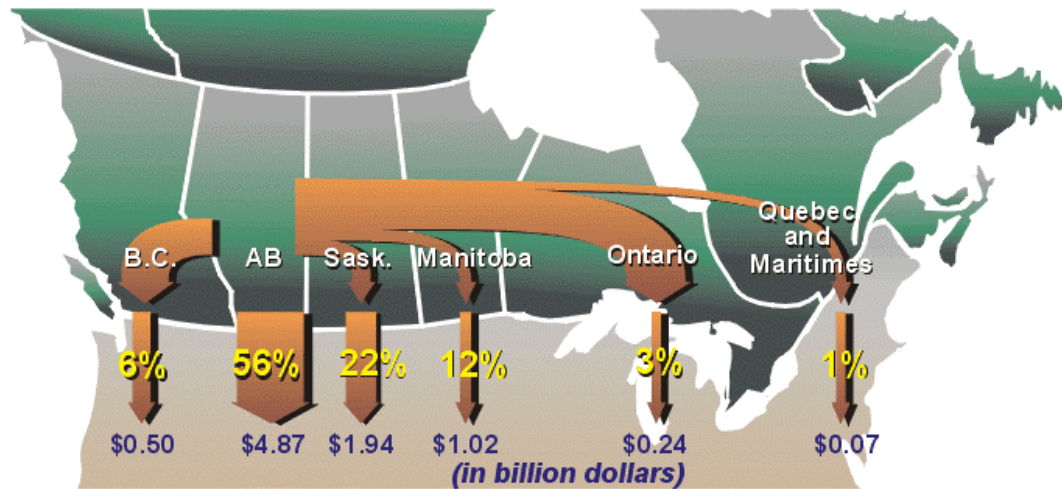 Quebec
and
Maritimes
B.C. AB Sask. Manitoba Ontario
6% 56% 22% 12% 3% 1%
$0.50 $4.87 $1.94 $1.02 $0.24 $0.07
(in billion dollars)